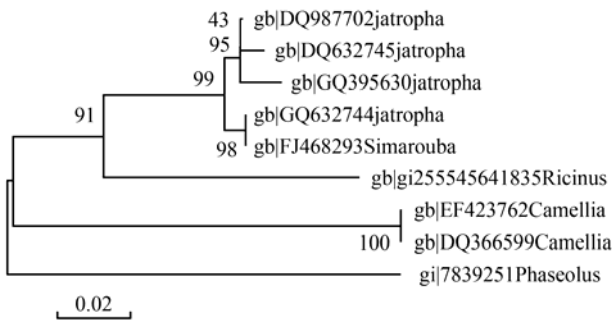 43 gb|DQ987702jatropha
95 gb|DQ632745jatropha
99 gb|GQ395630jatropha
91 gb|GQ632744jatropha
98 gb|FJ468293Simarouba
gb|gi255545641835Ricinus
gb|EF423762Camellia
100 gb|DQ366599Camellia
gi|7839251Phaseolus
0.02